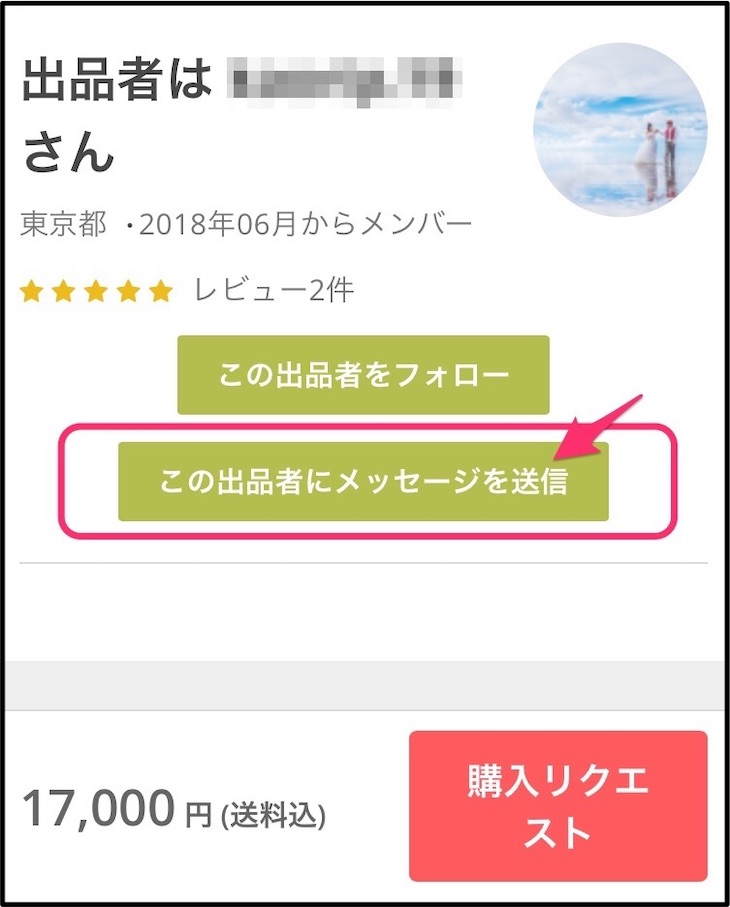 出品者は
さん
東京都 ・2018年06月からメンバー
レビュー2件
この出品者をフォロー
この出品者にメッセージを送信
17,000 円 (送料込)
購入リクエ
スト